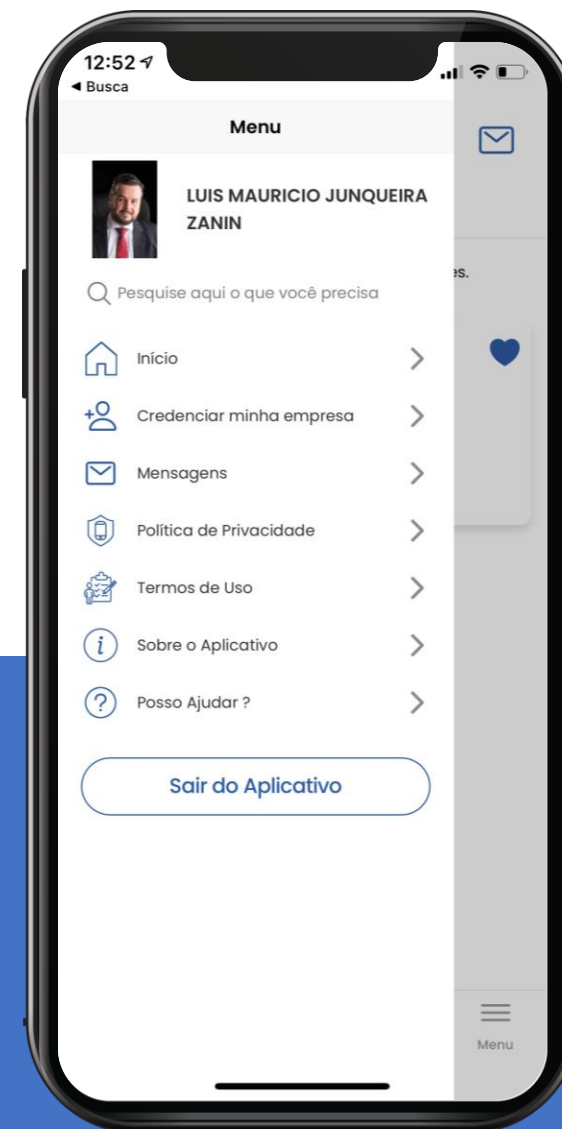 12:52
◀ Busca
Menu
LUIS MAURICIO JUNQUEIRA
ZANIN
es.
Pesquise aqui o que você precisa
Início
Credenciar minha empresa
Mensagens
Política de Privacidade
Termos de Uso
Sobre o Aplicativo
Posso Ajudar ?
Sair do Aplicativo
Menu